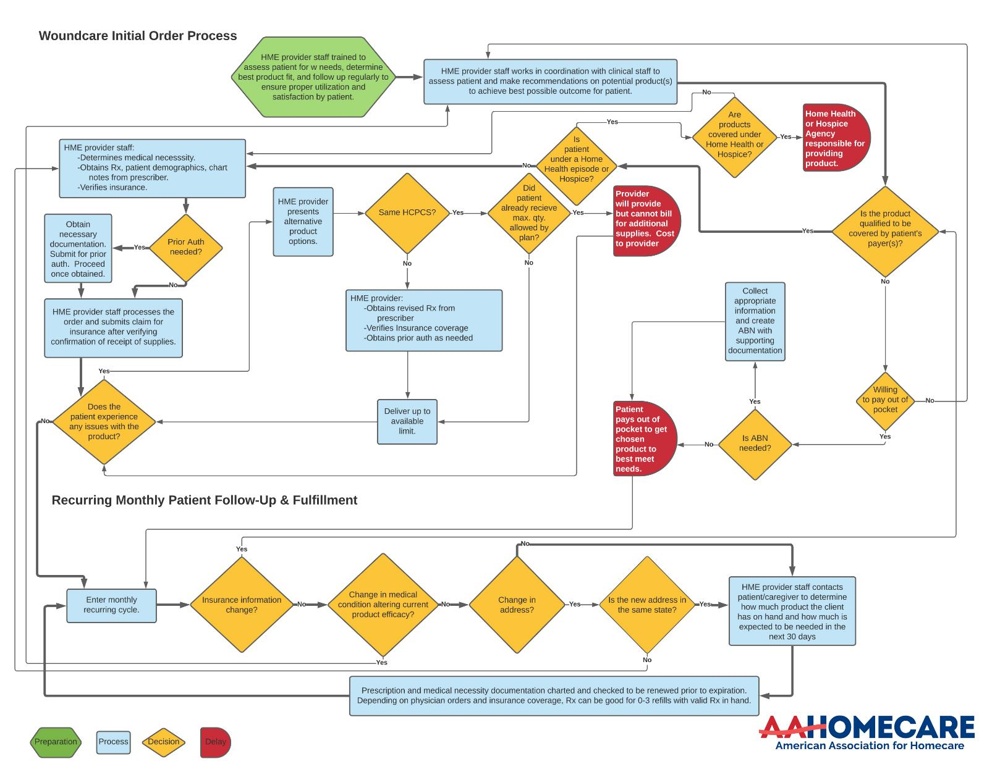 Woundcare Initial Order Process
HME provider staff trained to
assess patient for w needs, determine
best product fit, and follow up regularly to
ensure proper utilization and
satisfaction by patient.
HME provider staff works in coordination with clinical staff to
assess patient and make recommendations on potential product(s)
to achieve best possible outcome for patient.
No
Are
products
covered under
Home Health or
Hospice?
Yes
Home Health
or Hospice
Agency
responsible for
providing
product.
Yes
Is
patient
under a Home
Health episode or
Hospice?
No
HME provider staff:
-Determines medical necesssity.
-Obtains Rx, patient demographics, chart
notes from prescriber.
-Verifies insurance.
HME provider
presents
alternative
product
options.
Same HCPCS?
Yes
Did
patient
already recieve
max. qty.
allowed by
plan?
Yes
Provider
will provide
but cannot bill
for additional
supplies. Cost
to provider
Is the product
qualified to be
covered by patient's
payer(s)?
Yes
No
Obtain
necessary
documentation.
Submit for prior
auth. Proceed
once obtained.
Yes
Prior Auth
needed?
No
No
No
HME provider staff processes the
order and submits claim for
insurance after verifying
confirmation of receipt of supplies.
HME provider:
-Obtains revised Rx from
prescriber
-Verifies Insurance coverage
-Obtains prior auth as needed
Collect
appropriate
information
and create
ABN with
supporting
documentation
Yes
Does the
patient experience
any issues with the
product?
No
Deliver up to
available
limit.
Patient
pays out of
pocket to get
chosen
product to
best meet
needs.
No
Is ABN
needed?
Yes
Willing
to pay out of
pocket
No
Yes
Recurring Monthly Patient Follow-Up & Fulfillment
Enter monthly
recurring cycle.
Yes
Insurance information
change?
No
Change in medical
condition altering current
product efficacy?
No
Yes
No
Change in
address?
Yes
Is the new address in
the same state?
Yes
No
HME provider staff contacts
patient/caregiver to determine
how much product the client
has on hand and how much is
expected to be needed in the
next 30 days
Prescription and medical necessity documentation charted and checked to be renewed prior to expiration.
Depending on physician orders and insurance coverage, Rx can be good for 0-3 refills with valid Rx in hand.
Preparation
Process
Decision
Delay
AAHOMECARE
American Association for Homecare